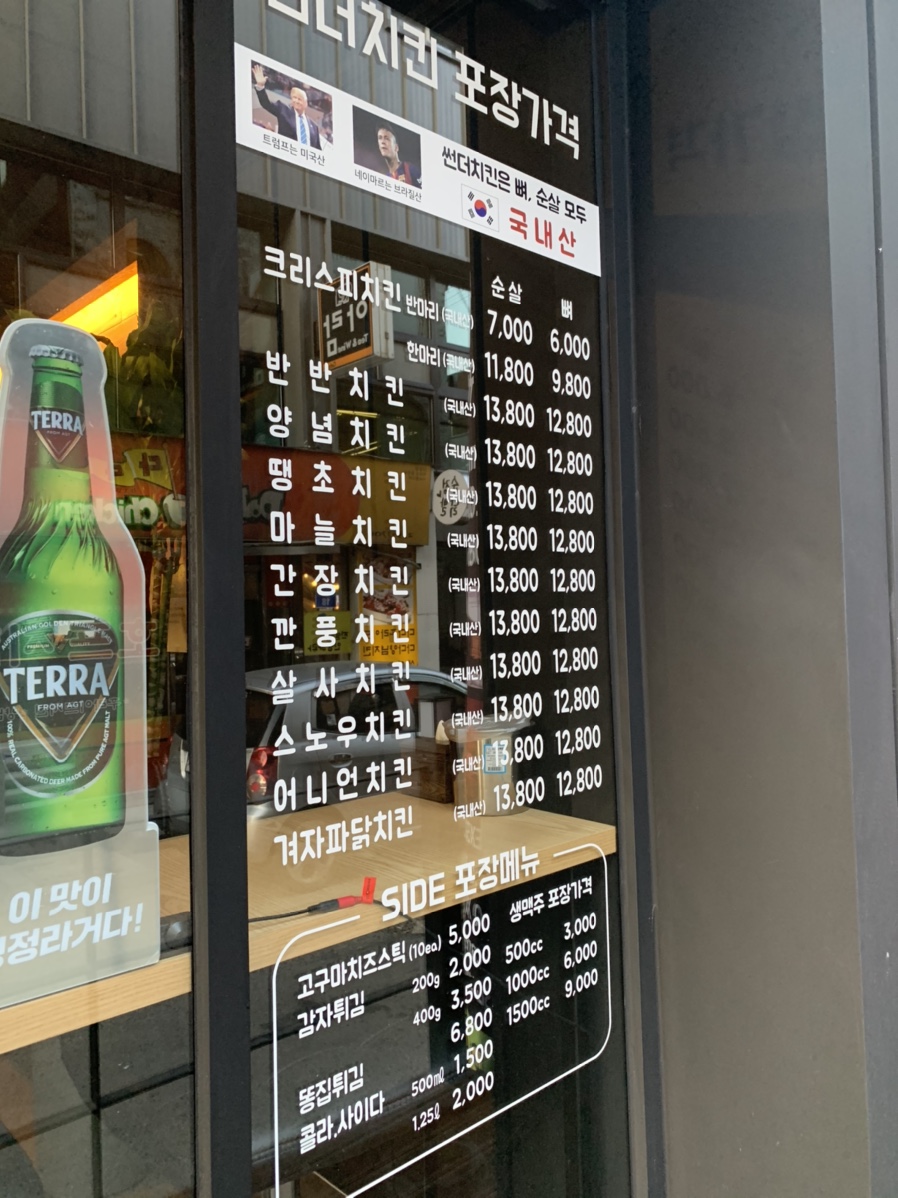 썬더치킨 포장가격
트럼프는 미국산
네이마르는 브라질산
썬더치킨은 뼈, 순살 모두
국내산
순살 뼈
크리스피치킨 반마리 (국내산) 7,000 6,000
한마리 (국내산) 11,800 9,800
반반치킨 (국내산) 13,800 12,800
양념치킨 (국내산) 13,800 12,800
땡초치킨 (국내산) 13,800 12,800
마늘치킨 (국내산) 13,800 12,800
간장치킨 (국내산) 13,800 12,800
깐풍치킨 (국내산) 13,800 12,800
살사치킨 (국내산) 13,800 12,800
스노우치킨 (국내산) 13,800 12,800
어니언치킨 (국내산) 13,800 12,800
겨자파닭치킨 (국내산) 13,800 12,800
SIDE 포장메뉴
고구마치즈스틱 (10ea) 5,000
감자튀김 200g 2,000
400g 3,500
똥집튀김 6,800
콜라,사이다 500㎖ 1,500
1.25ℓ 2,000
생맥주 포장가격
500cc 3,000
1000cc 6,000
1500cc 9,000
TERRA
FROM AGT
TERRA
FROM AGT
이 맛이
청정라거다!